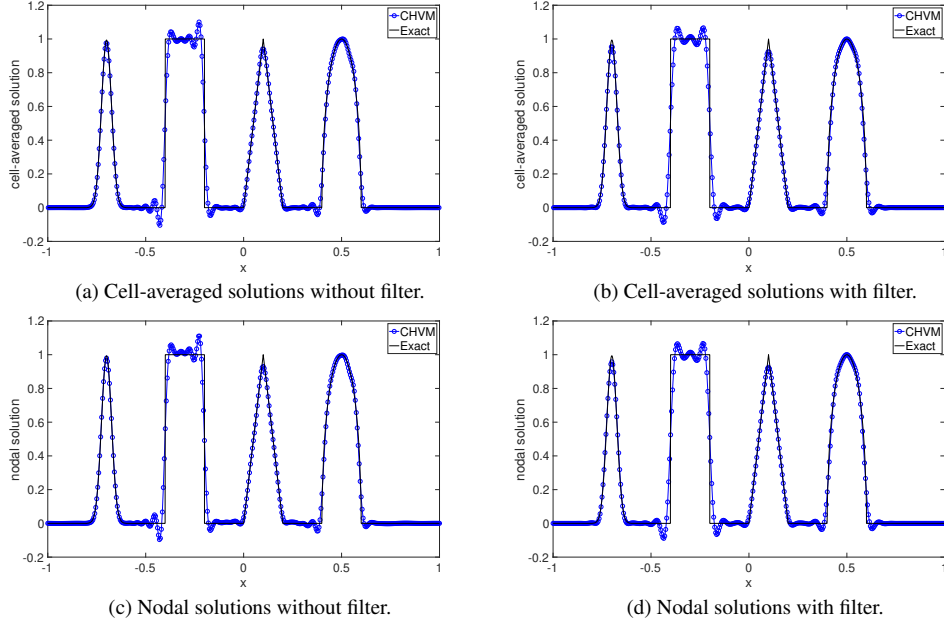 1.2
1
0.8
0.6
0.4
0.2
0
-0.2
-1
-0.5
0
0.5
1
x
cell-averaged solution
CHVM
Exact
(a) Cell-averaged solutions without filter.
1.2
1
0.8
0.6
0.4
0.2
0
-0.2
-1
-0.5
0
0.5
1
x
cell-averaged solution
CHVM
Exact
(b) Cell-averaged solutions with filter.
1.2
1
0.8
0.6
0.4
0.2
0
-0.2
-1
-0.5
0
0.5
1
x
nodal solution
CHVM
Exact
(c) Nodal solutions without filter.
1.2
1
0.8
0.6
0.4
0.2
0
-0.2
-1
-0.5
0
0.5
1
x
nodal solution
CHVM
Exact
(d) Nodal solutions with filter.